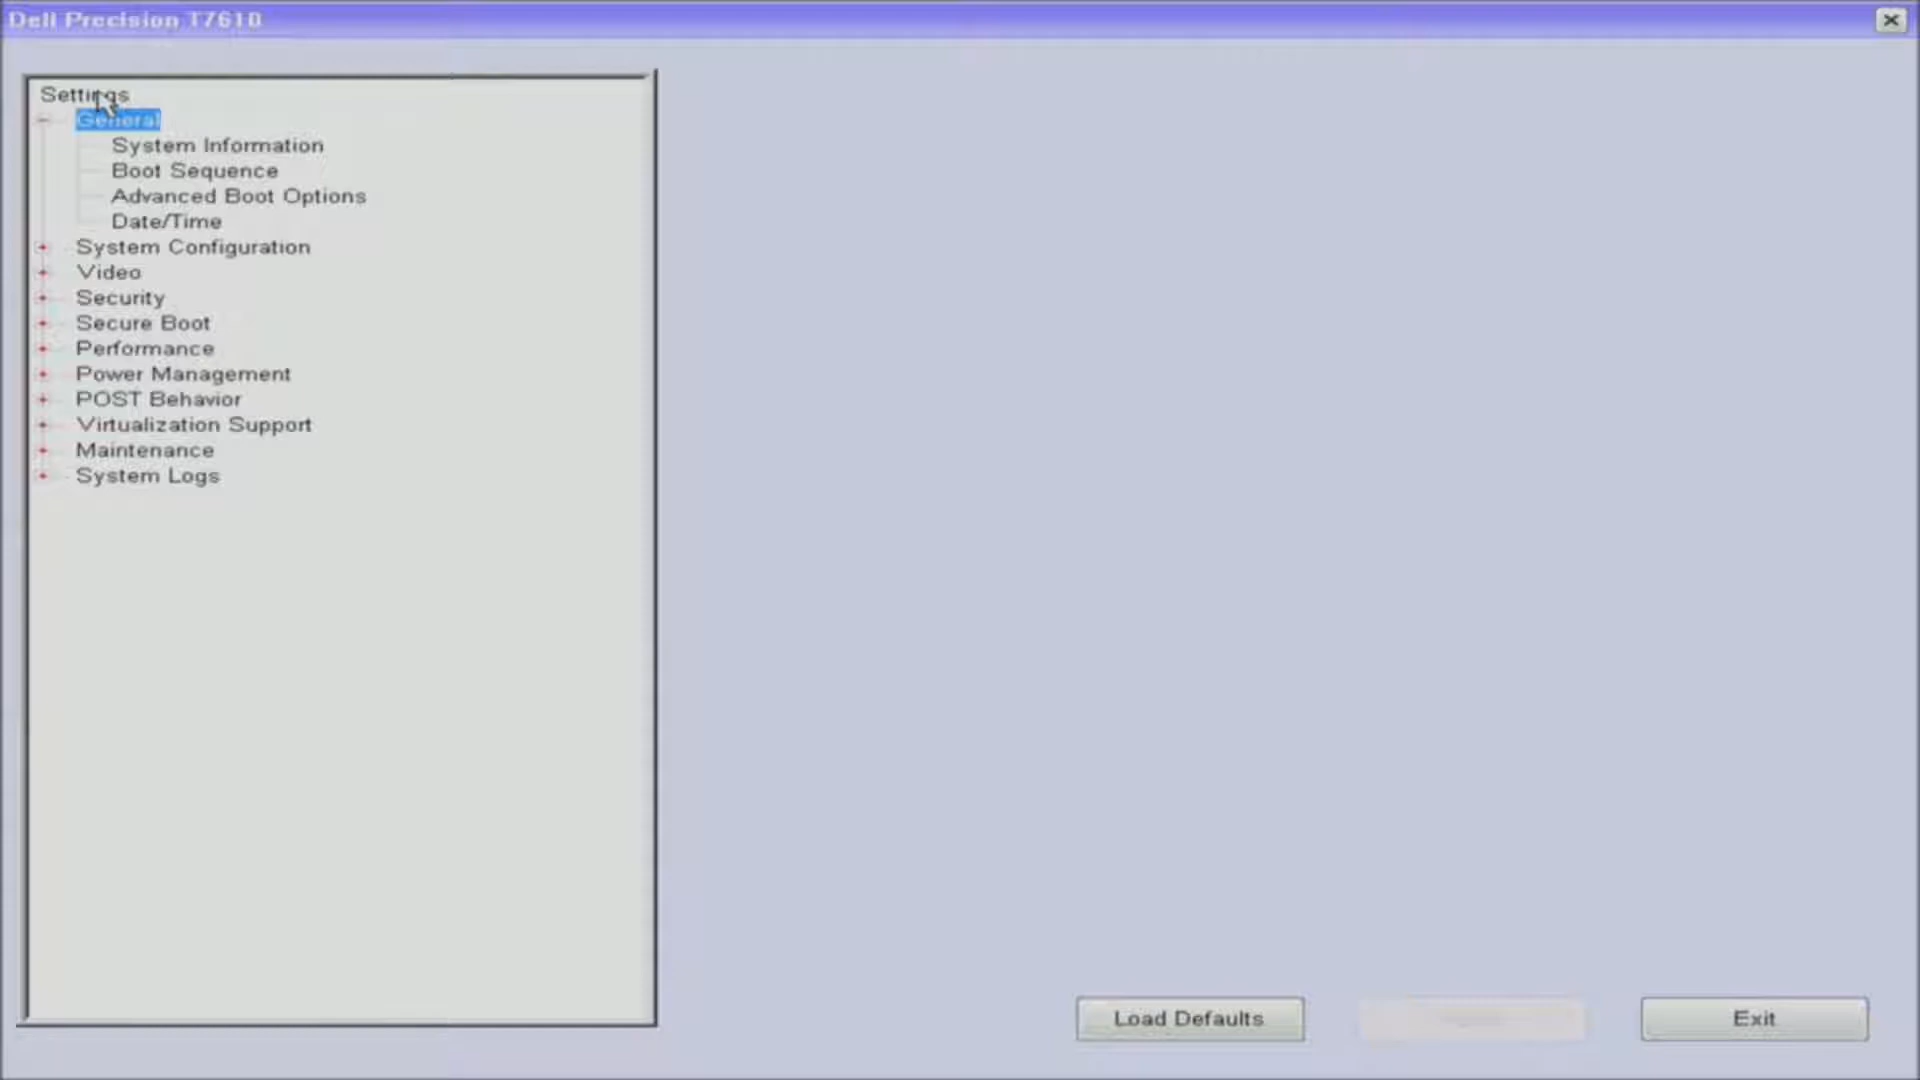 Dell Precision T7610
Settings
General
System Information
Boot Sequence
Advanced Boot Options
Date/Time
System Configuration
Video
Security
Secure Boot
Performance
Power Management
POST Behavior
Virtualization Support
Maintenance
System Logs
Load Defaults
Exit